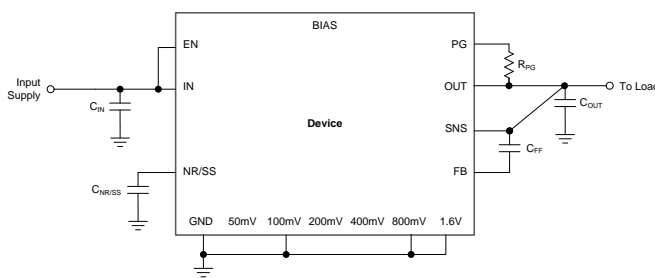 BIAS
EN
PG
R_PG
Input
Supply
IN
OUT
To Load
C_IN
C_OUT
Device
SNS
C_FF
NR/SS
FB
C_NR/SS
GND 50mV 100mV 200mV 400mV 800mV 1.6V